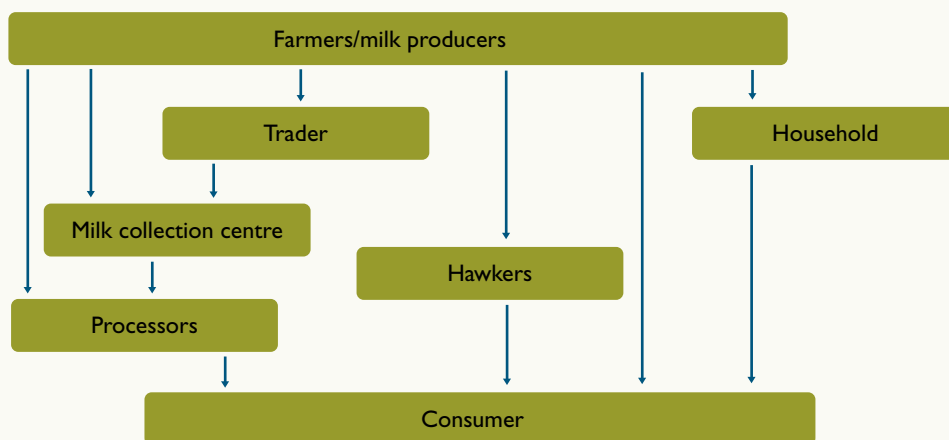 Farmers/milk producers
Trader
Household
Milk collection centre
Hawkers
Processors
Consumer